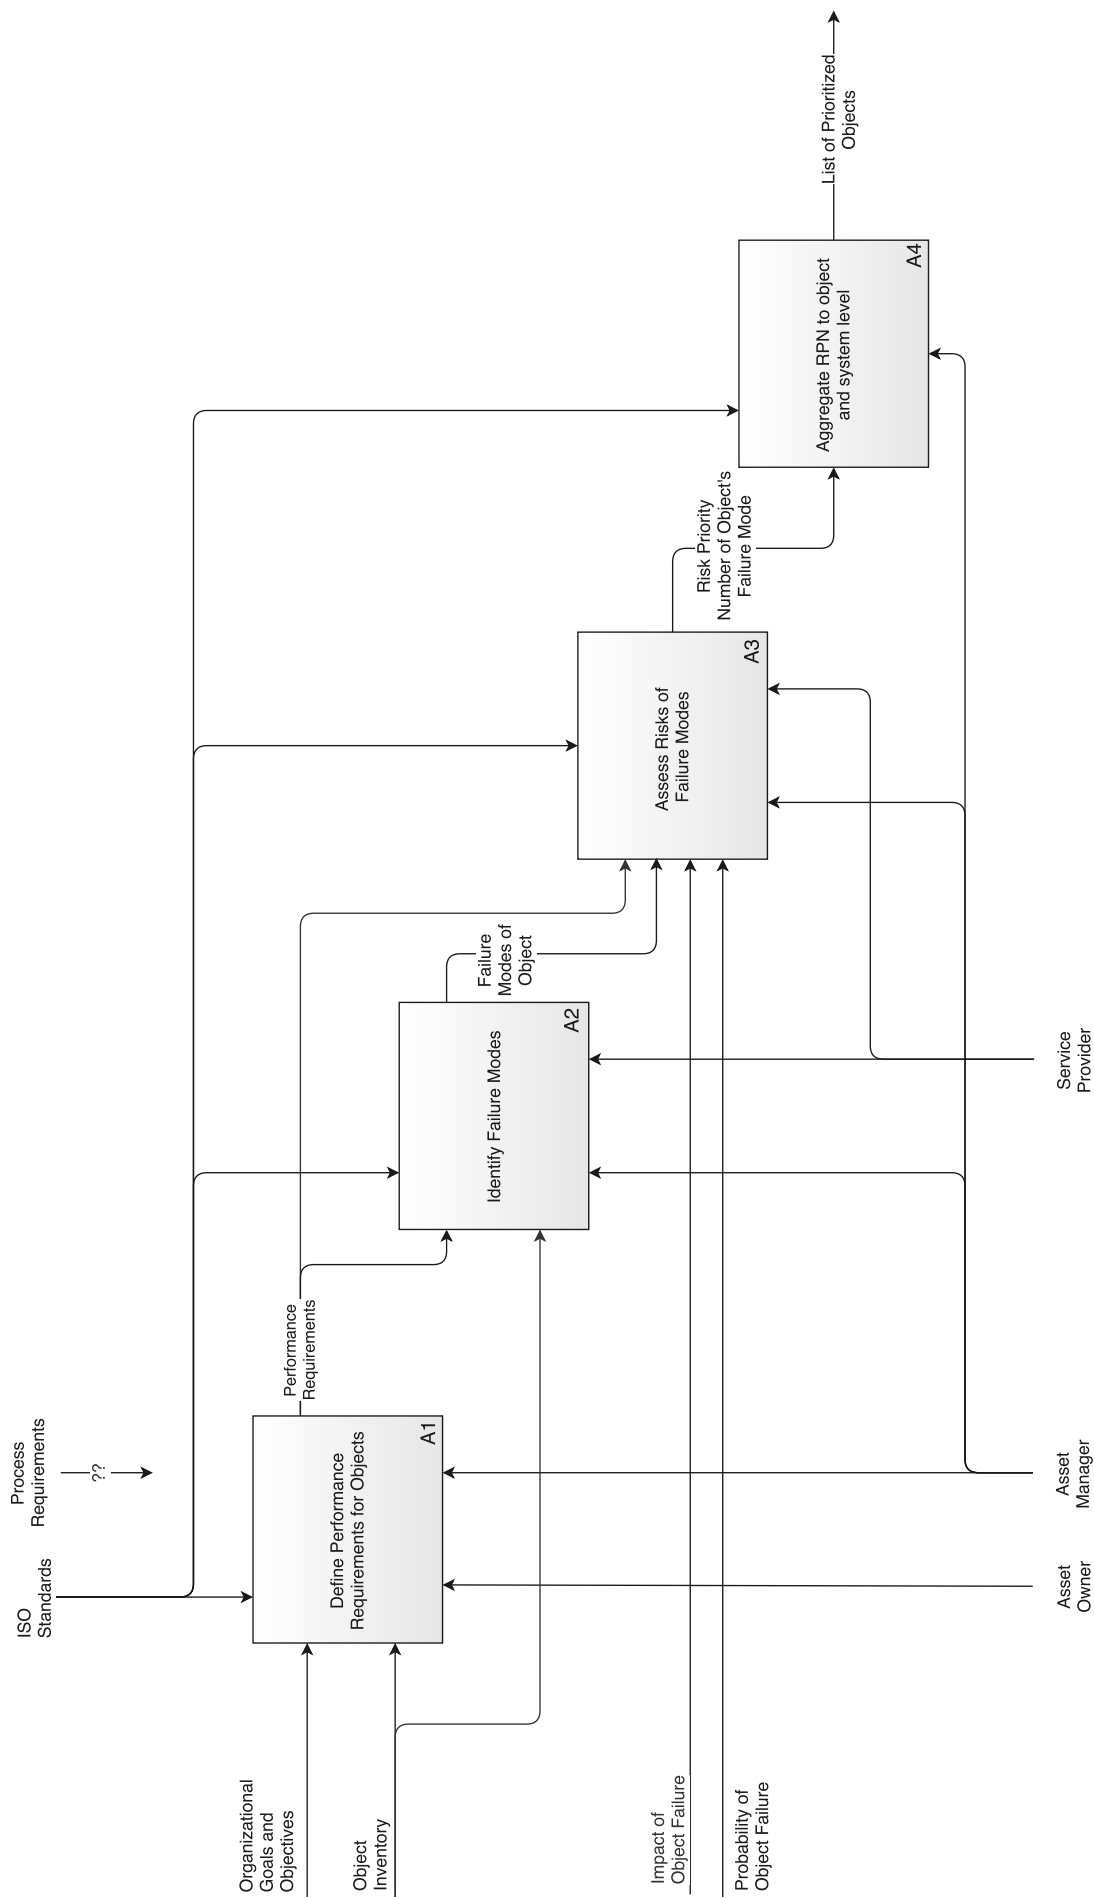 ISO
Standards
Process
Requirements
??
Organizational
Goals and
Objectives
Object
Inventory
Define Performance
Requirements for Objects
A1
Performance
Requirements
Identify Failure Modes
A2
Failure
Modes of
Object
Impact of
Object Failure
Probability of
Object Failure
Assess Risks of
Failure Modes
A3
Risk Priority
Number of Object's
Failure Mode
Aggregate RPN to object
and system level
A4
List of Prioritized
Objects
Asset
Owner
Asset
Manager
Service
Provider